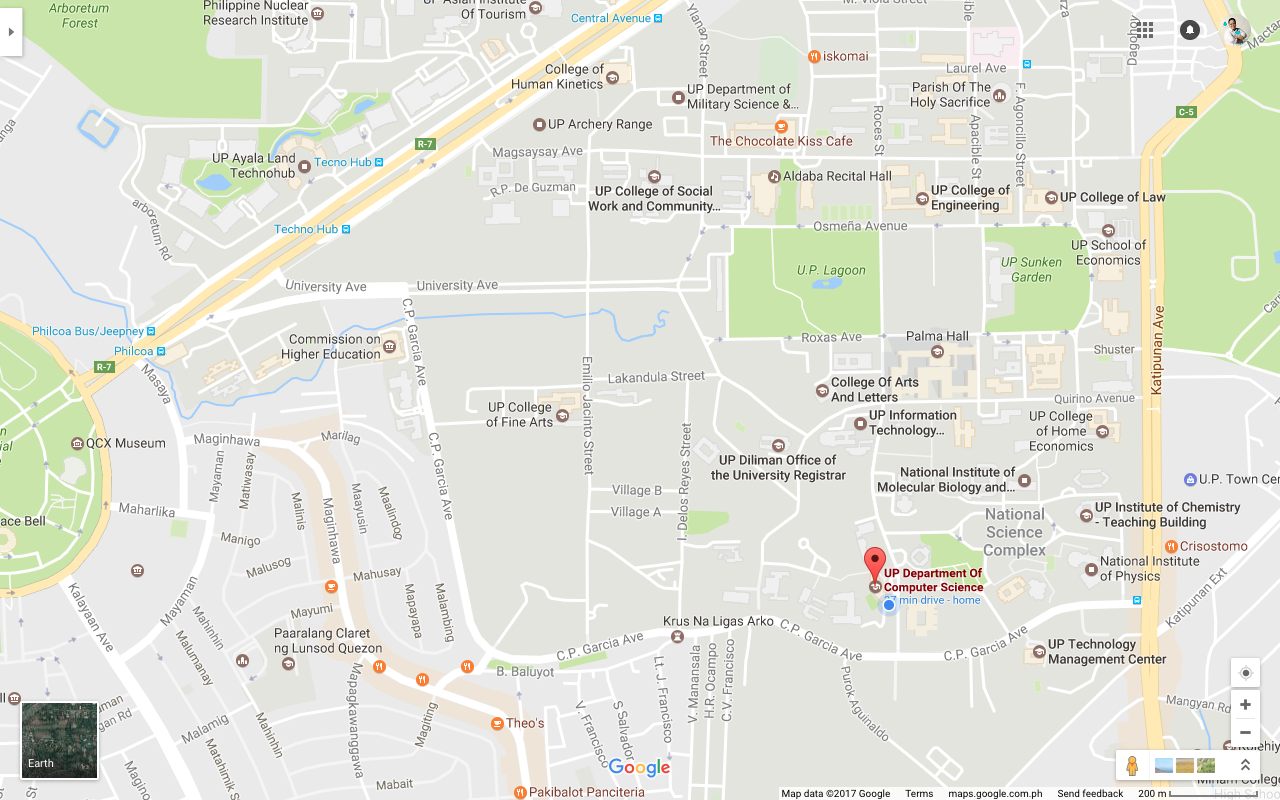 Arboretum
Forest
Philippine Nuclear
Research Institute
UP Asian Institute
Of Tourism
Central Avenue
Ylanan Street
M. Viola Street
iskomai
Laurel Ave
Dagohoy
Mactan
College of
Human Kinetics
UP Department of
Military Science &...
Parish Of The
Holy Sacrifice
Roces St
Apacible St
F. Agoncillo Street
C-5
UP Archery Range
The Chocolate Kiss Cafe
R-7
Magsaysay Ave
UP Ayala Land
Technohub
Tecno Hub
R.P. De Guzman
UP College of Social
Work and Community...
Aldaba Recital Hall
UP College of
Engineering
UP College of Law
arboretum Rd
Techno Hub
Osmeña Avenue
UP School of
Economics
U.P. Lagoon
UP Sunken
Garden
University Ave
University Ave
C.P. Garcia Ave
Philcoa Bus/Jeepney
Philcoa
R-7
Masaya
Commission on
Higher Education
Roxas Ave
Palma Hall
Shuster
Katipunan Ave
Emilio Jacinto Street
Lakandula Street
College Of Arts
And Letters
Quirino Avenue
UP College
of Fine Arts
UP Information
Technology...
UP College
of Home
Economics
QCX Museum
Maginhawa
Marilag
C.P. Garcia Ave
I. Delos Reyes Street
UP Diliman Office of
the University Registrar
National Institute of
Molecular Biology and...
U.P. Town Cen
Mayaman
Matiwasay
Malinis
Maayusin
Maalindog
Village B
Village A
Maharlika
ace Bell
Maginhawa
UP Institute of Chemistry
- Teaching Building
National
Science
Complex
Manigo
Malusog
Mahusay
Crisostomo
National Institute
of Physics
UP Department Of
Computer Science
27 min drive - home
Kalayaan Ave
Mayaman
Mahinhin
Malumanay
Mayumi
Mapapaya
Malambing
Katipunan Ext
Paaralang Claret
ng Lunsod Quezon
Krus Na Ligas Arko
C.P. Garcia Ave
C.P. Garcia Ave
C.P. Garcia Ave
UP Technology
Management Center
B. Baluyot
Mapagkawanggawa
Magiting
Lt. J. Francisco
V. Manansala
H.R. Ocampo
C.V. Francisco
Purok Aguinaldo
V. Francisco
S Salvador
Theo's
Malamig
Mahinhin
Matahimik St
Mabait
Mangyan Rd
Earth
Pakibalot Panciteria
Google
Map data ©2017 Google
Terms
maps.google.com.ph
Send feedback
200 m